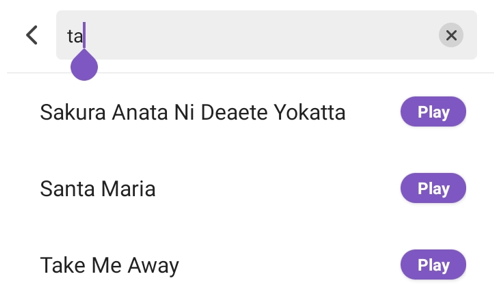 ta
Sakura Anata Ni Deaete Yokatta Play
Santa Maria Play
Take Me Away Play